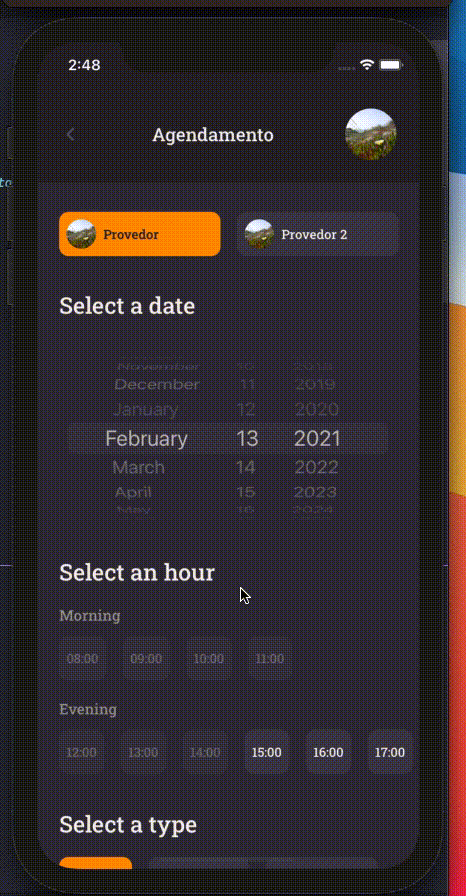 2:48
Agendamento
Provedor Provedor 2
Select a date
November 10 2018
December 11 2019
January 12 2020
February 13 2021
March 14 2022
April 15 2023
May 16 2024
Select an hour
Morning
08:00 09:00 10:00 11:00
Evening
12:00 13:00 14:00 15:00 16:00 17:00
Select a type